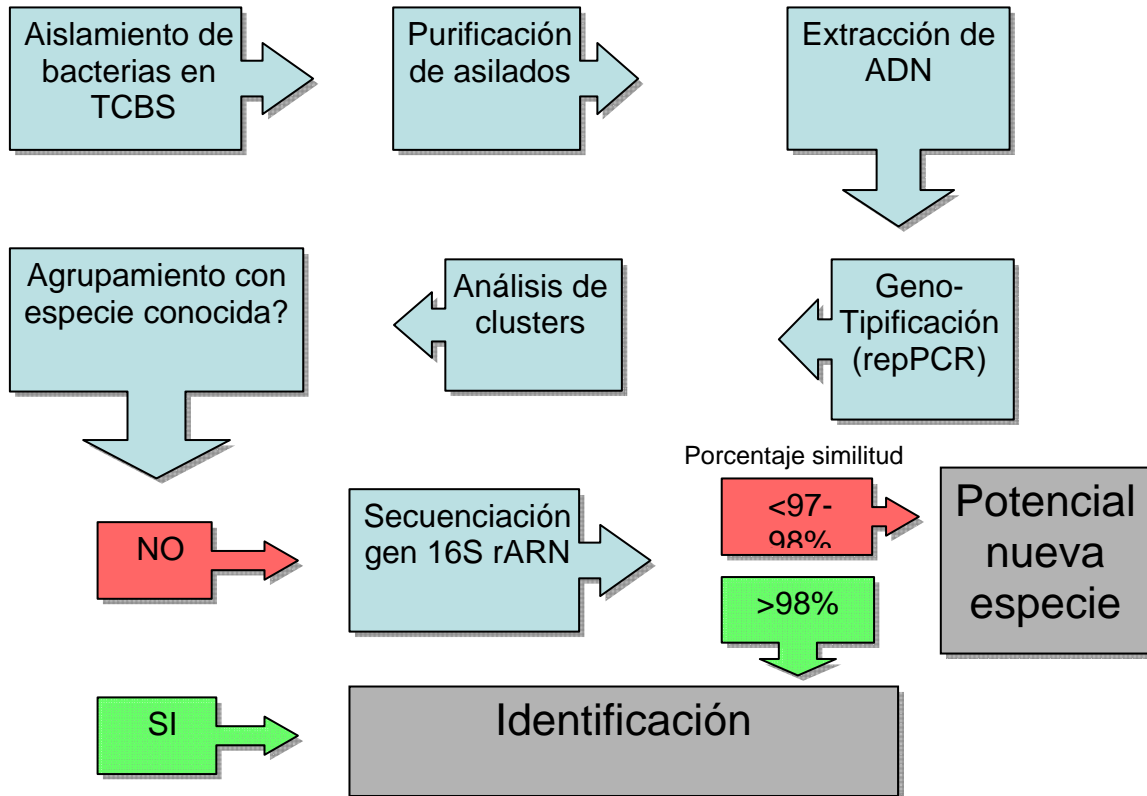 Aislamiento de
bacterias en
TCBS
Purificación
de asilados
Extracción de
ADN
Agrupamiento con
especie conocida?
Análisis de
clusters
Geno-
Tipificación
(repPCR)
Porcentaje similitud
NO
Secuenciación
gen 16S rARN
<97-
98%
Potencial
nueva
especie
>98%
SI
Identificación